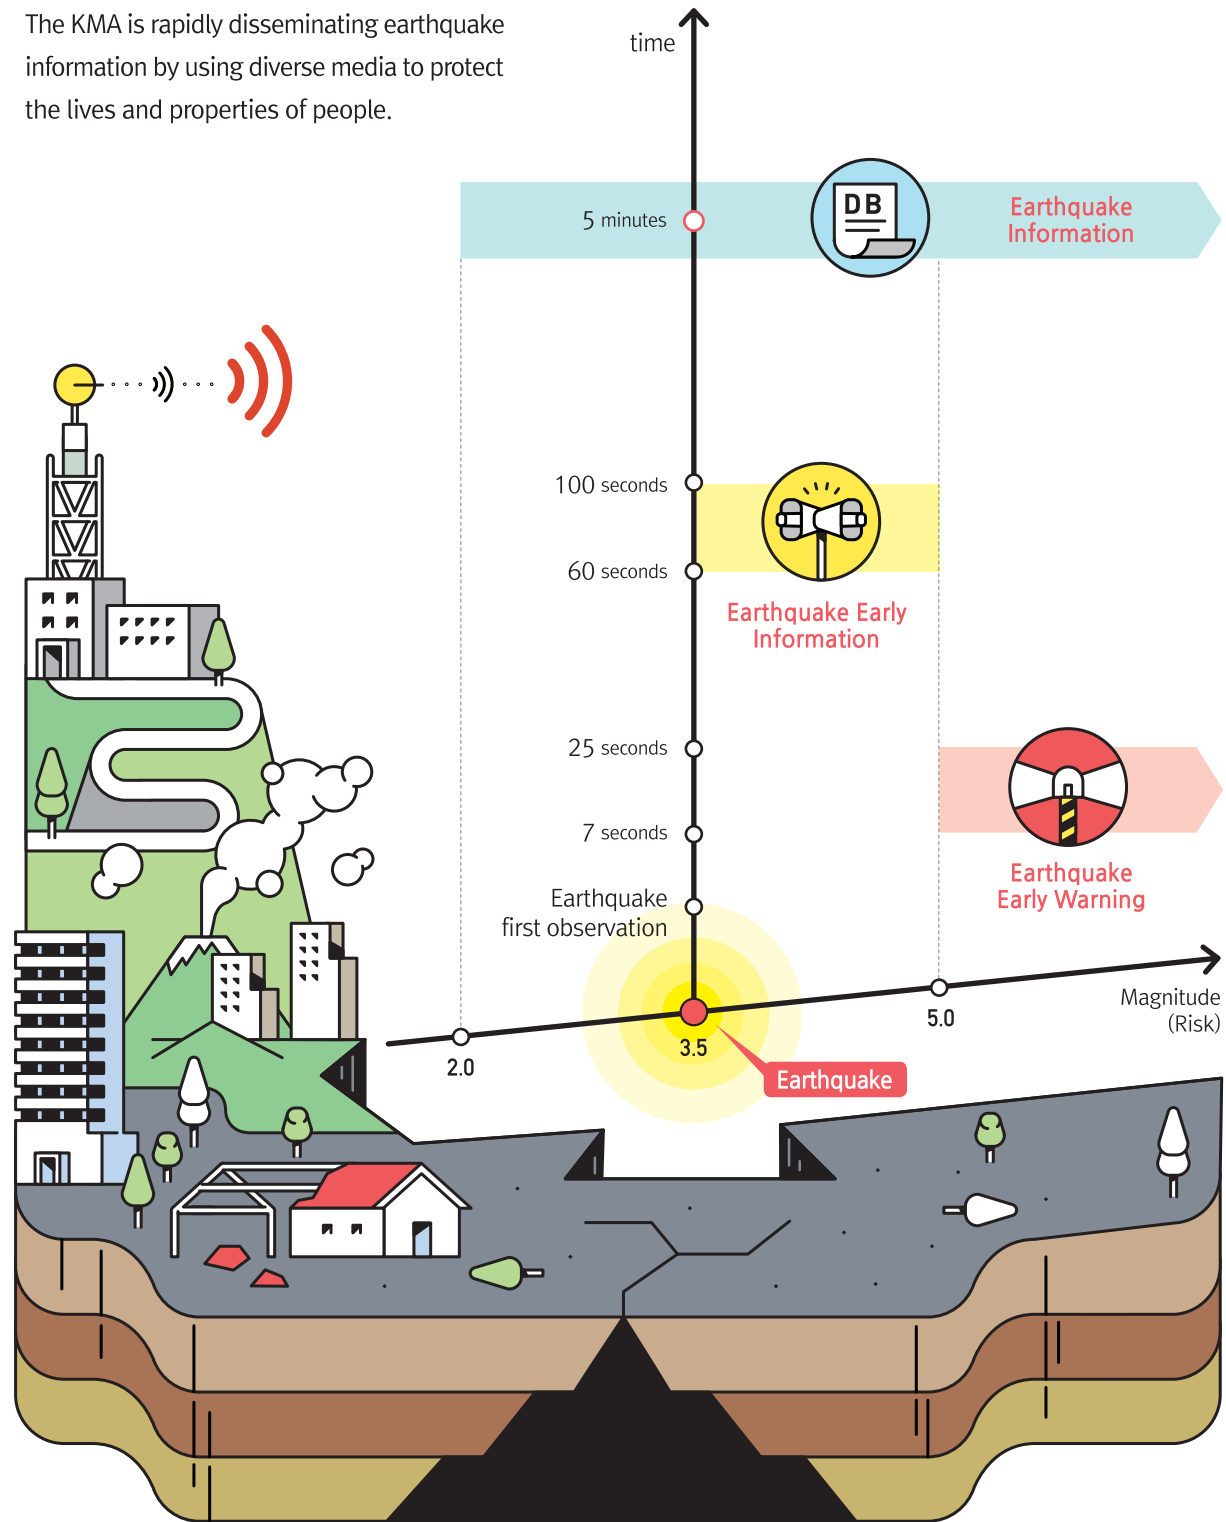 The KMA is rapidly disseminating earthquake
information by using diverse media to protect
the lives and properties of people.
time
5 minutes
DB
Earthquake
Information
100 seconds
60 seconds
Earthquake Early
Information
25 seconds
7 seconds
Earthquake
Early Warning
Earthquake
first observation
Magnitude
(Risk)
5.0
3.5
2.0
Earthquake